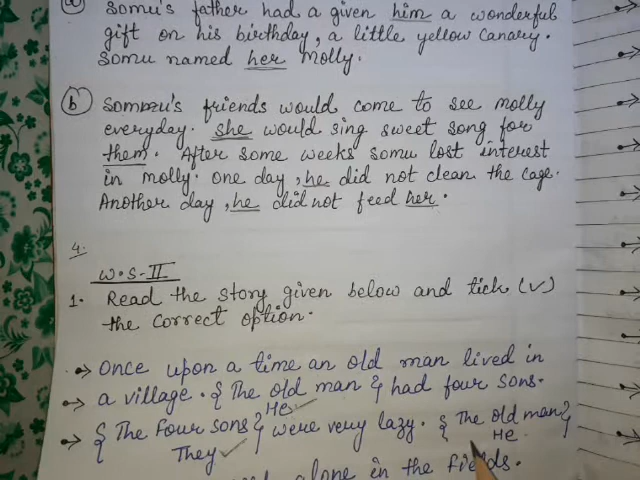 (a) Somu's father had a given him a wonderful
gift on his birthday, a little yellow canary.
Somu named her Molly.
(b) Somu's friends would come to see molly
everyday. She would sing sweet song for
them. After some weeks somu lost interest
in molly. one day, he did not clean the cage.
Another day, he did not feed her.
4.
W.S-II
1. Read the story given below and tick (√)
the correct option.
Once upon a time an old man lived in
a village. { The old man } had four sons.
He ✓
{ The Four sons } were very lazy. { The old man }
They ✓ He
alone in the fields.